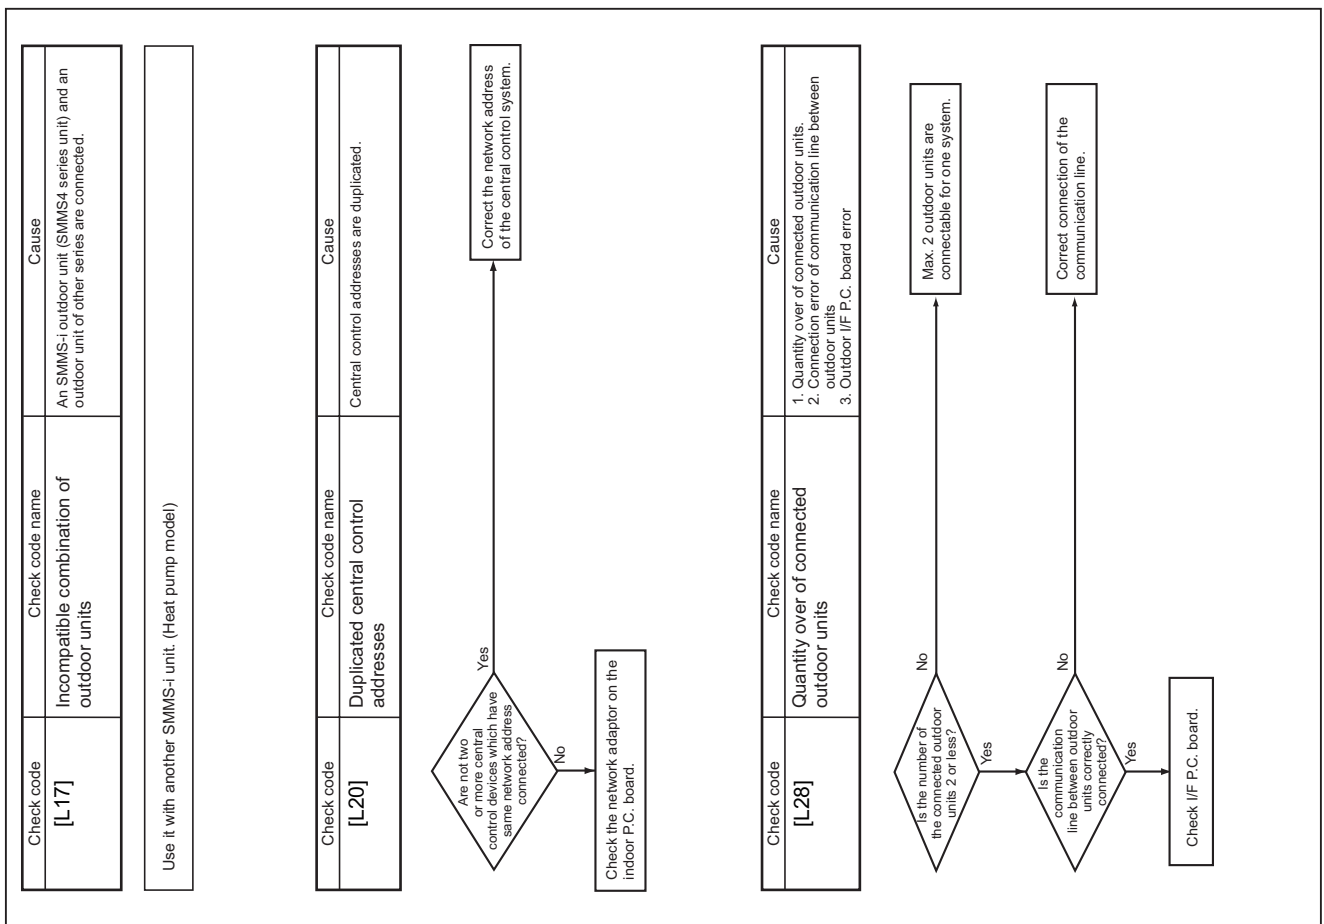 Check code
Check code name
Cause
[L17]
Incompatible combination of
outdoor units
An SMMS-i outdoor unit (SMMS4 series unit) and an
outdoor unit of other series are connected.
Use it with another SMMS-i unit. (Heat pump model)
Check code
Check code name
Cause
[L20]
Duplicated central control
addresses
Central control addresses are duplicated.
Are not two
or more central
control devices which have
same network address
connected?
Yes
Correct the network address
of the central control system.
No
Check the network adaptor on the
indoor P.C. board.
Check code
Check code name
Cause
[L28]
Quantity over of connected
outdoor units
1. Quantity over of connected outdoor units.
2. Connection error of communication line between
outdoor units
3. Outdoor I/F P.C. board error
Is the number of
the connected outdoor
units 2 or less?
No
Max. 2 outdoor units are
connectable for one system.
Yes
Is the
communication
line between outdoor
units correctly
connected?
No
Correct connection of the
communication line.
Yes
Check I/F P.C. board.